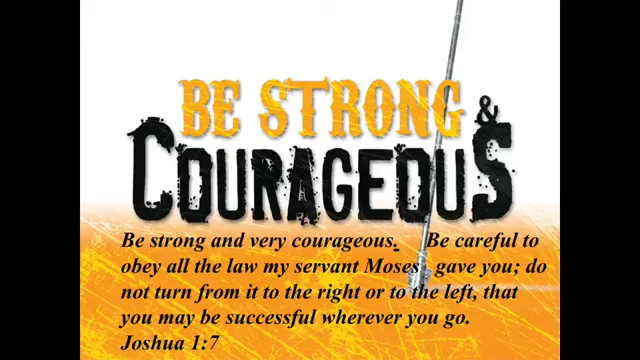 BE STRONG &
COURAGEOUS
Be strong and very courageous. Be careful to
obey all the law my servant Moses gave you; do
not turn from it to the right or to the left, that
you may be successful wherever you go.
Joshua 1:7